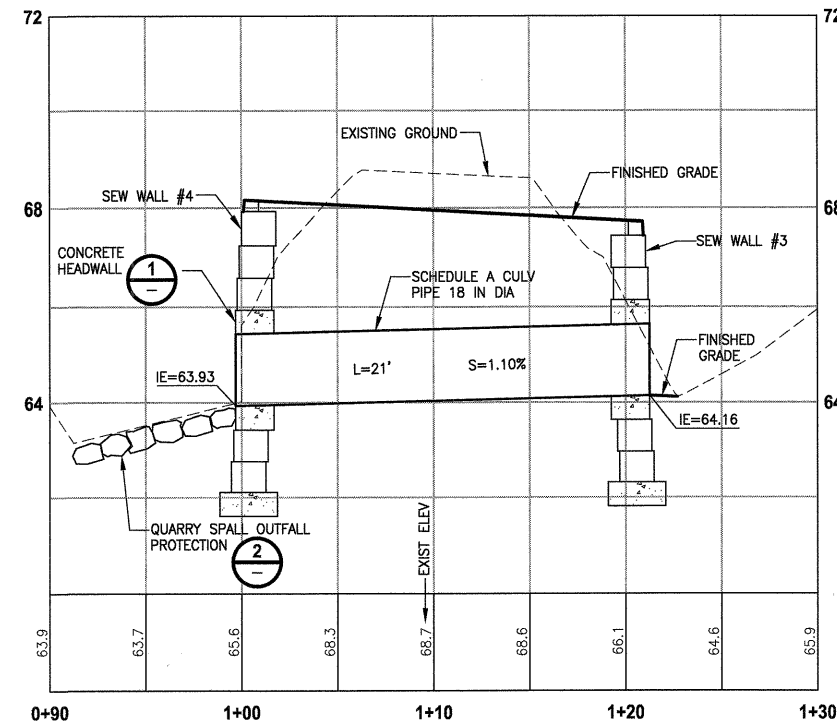 72
72
EXISTING GROUND
FINISHED GRADE
SEW WALL #4
68
68
SEW WALL #3
CONCRETE
HEADWALL
1
–
SCHEDULE A CULV
PIPE 18 IN DIA
FINISHED
GRADE
L=21'
S=1.10%
IE=63.93
64
64
IE=64.16
QUARRY SPALL OUTFALL
PROTECTION
2
–
EXIST ELEV
63.9
63.7
65.6
68.3
68.7
68.6
66.1
64.6
65.9
0+90
1+00
1+10
1+20
1+30